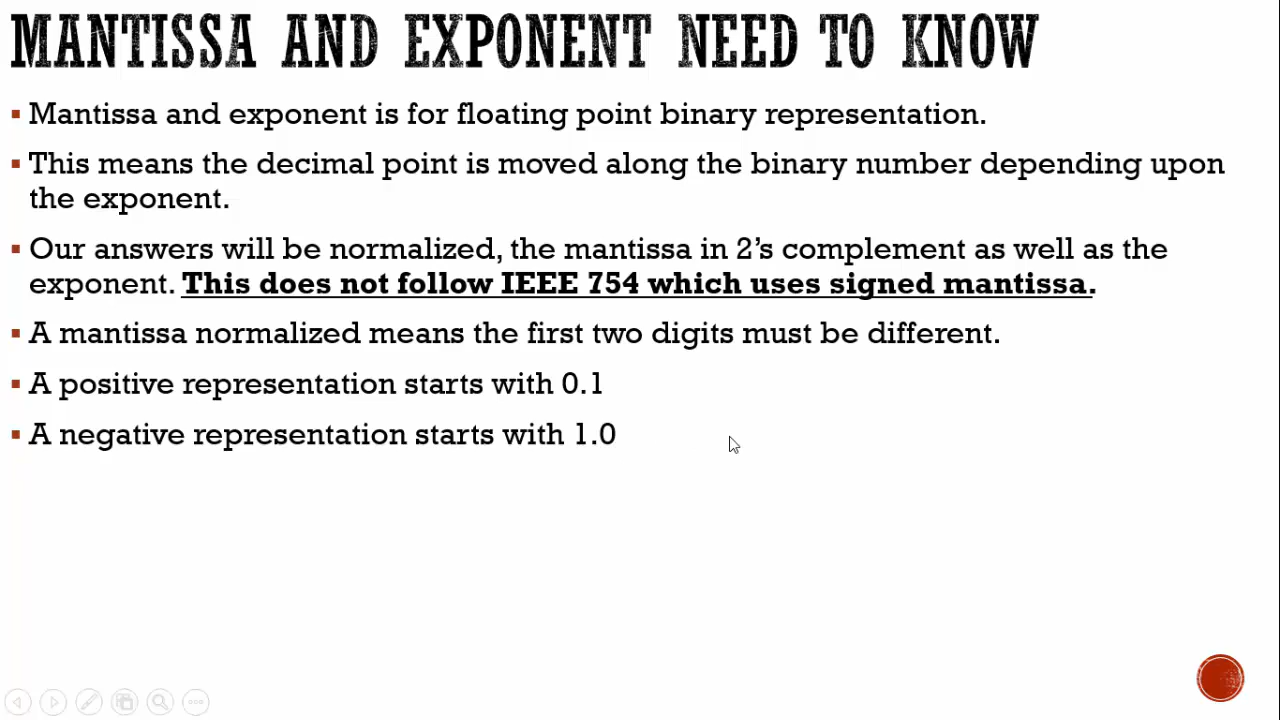 MANTISSA AND EXPONENT NEED TO KNOW
▪ Mantissa and exponent is for floating point binary representation.
▪ This means the decimal point is moved along the binary number depending upon
the exponent.
▪ Our answers will be normalized, the mantissa in 2’s complement as well as the
exponent. This does not follow IEEE 754 which uses signed mantissa.
▪ A mantissa normalized means the first two digits must be different.
▪ A positive representation starts with 0.1
▪ A negative representation starts with 1.0